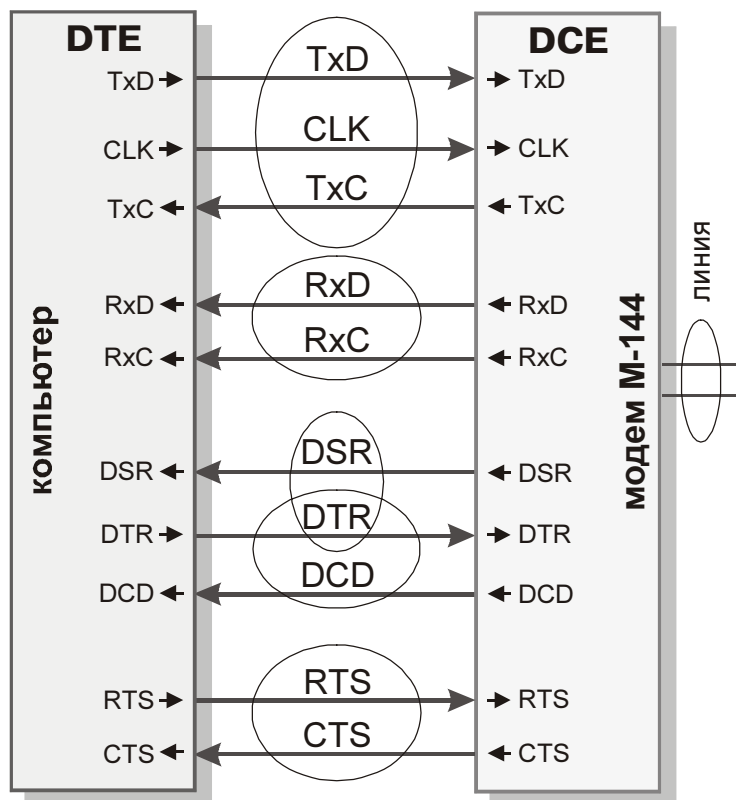 DTE
DCE
TxD
TxD
TxD
CLK
CLK
CLK
TxC
TxC
TxC
RxD
RxD
RxD
RxC
RxC
RxC
DSR
DSR
DSR
DTR
DTR
DTR
DCD
DCD
DCD
RTS
RTS
RTS
CTS
CTS
CTS
компьютер
модем М-144
линия